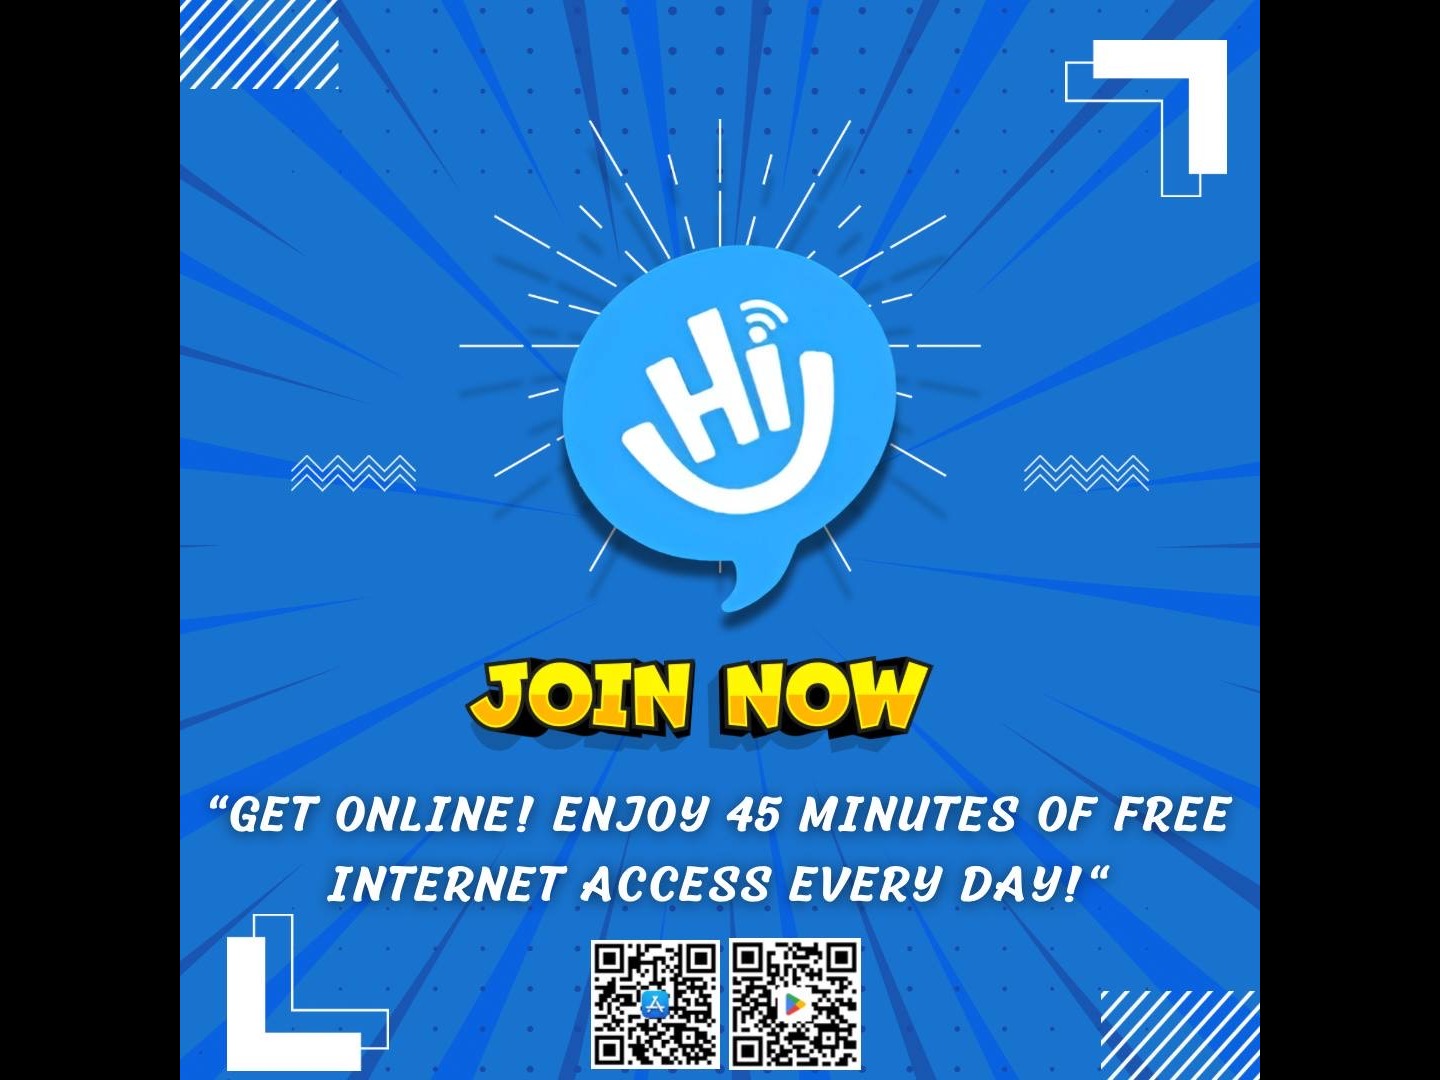 Hi
JOIN NOW
“GET ONLINE! ENJOY 45 MINUTES OF FREE
INTERNET ACCESS EVERY DAY!“